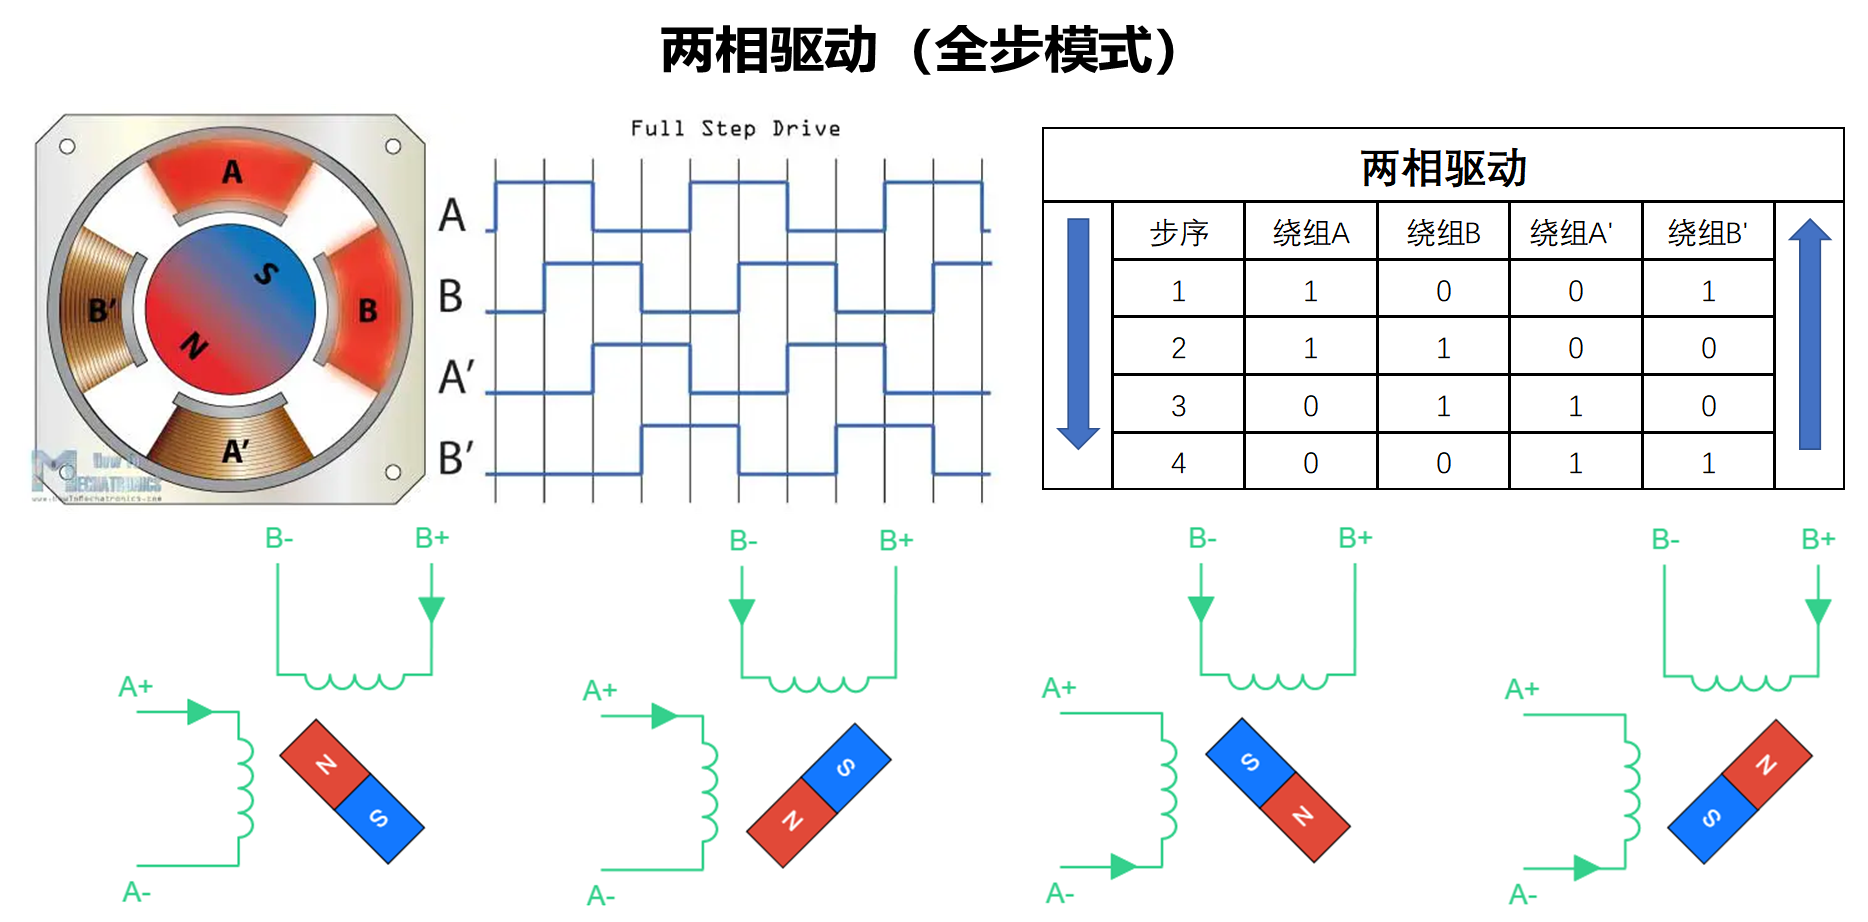 两相驱动（全步模式）
A
B
B'
A'
S
N
How To
MECHATRONICS
www.HowToMechatronics.com
Full Step Drive
A
B
A'
B'
两相驱动
步序 绕组A 绕组B 绕组A' 绕组B'
1 1 0 0 1
2 1 1 0 0
3 0 1 1 0
4 0 0 1 1
B- B+
A+
N
S
A-
B- B+
A+
S
N
A-
B- B+
A+
S
N
A-
B- B+
A+
N
S
A-